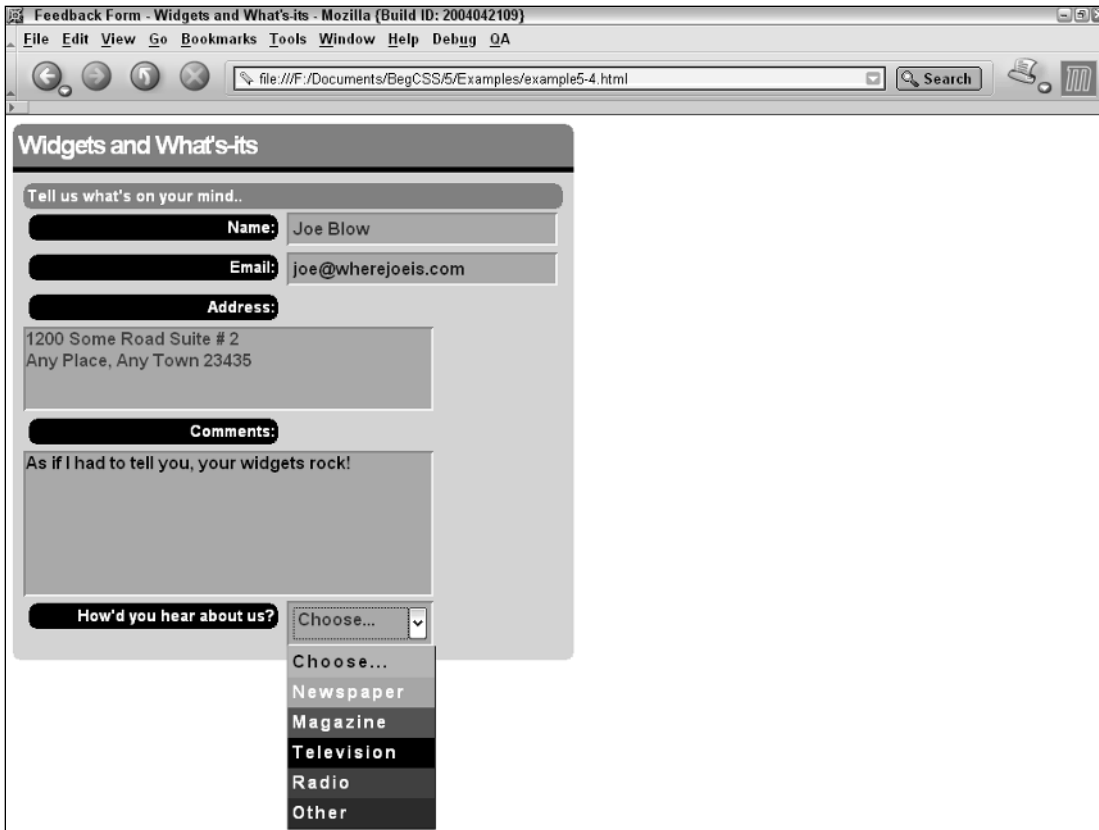 Feedback Form - Widgets and What's-its - Mozilla {Build ID: 2004042109}
File Edit View Go Bookmarks Tools Window Help Debug QA
file:///F:/Documents/BegCSS/5/Examples/example5-4.html Search
Widgets and What's-its
Tell us what's on your mind..
Name: Joe Blow
Email: joe@wherejoeis.com
Address:
1200 Some Road Suite # 2
Any Place, Any Town 23435
Comments:
As if I had to tell you, your widgets rock!
How'd you hear about us? Choose...
Choose...
Newspaper
Magazine
Television
Radio
Other